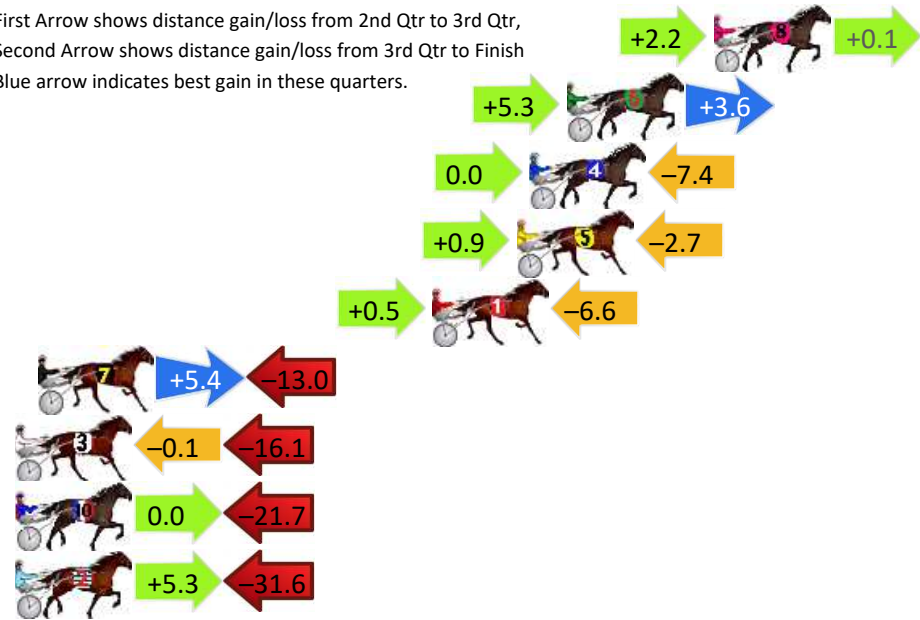 First Arrow shows distance gain/loss from 2nd Qtr to 3rd Qtr,
Second Arrow shows distance gain/loss from 3rd Qtr to Finish
Blue arrow indicates best gain in these quarters.
+2.2 8 +0.1
+5.3 +3.6
0.0 4 –7.4
+0.9 5 –2.7
+0.5 1 –6.6
7 +5.4 –13.0
3 –0.1 –16.1
10 0.0 –21.7
2 +5.3 –31.6